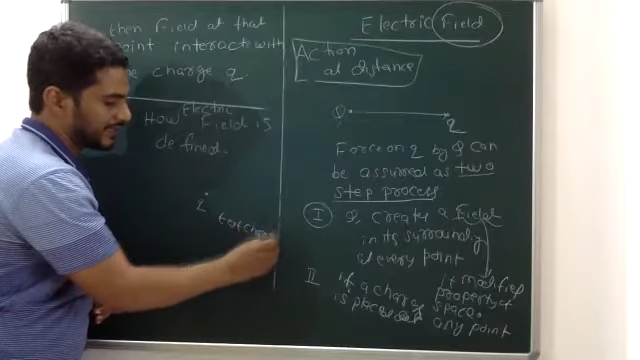 then Field at that
point interacts with
the charge q.
Electric
How Field is
defined.
q
test char
Electric Field
Action
at distance
Q
q
Force on q by Q can
be assumed as two
step process.
I Q create a Field
in its surrounding
at every point
it modified
property of
space.
II if a charge
is placed at any point